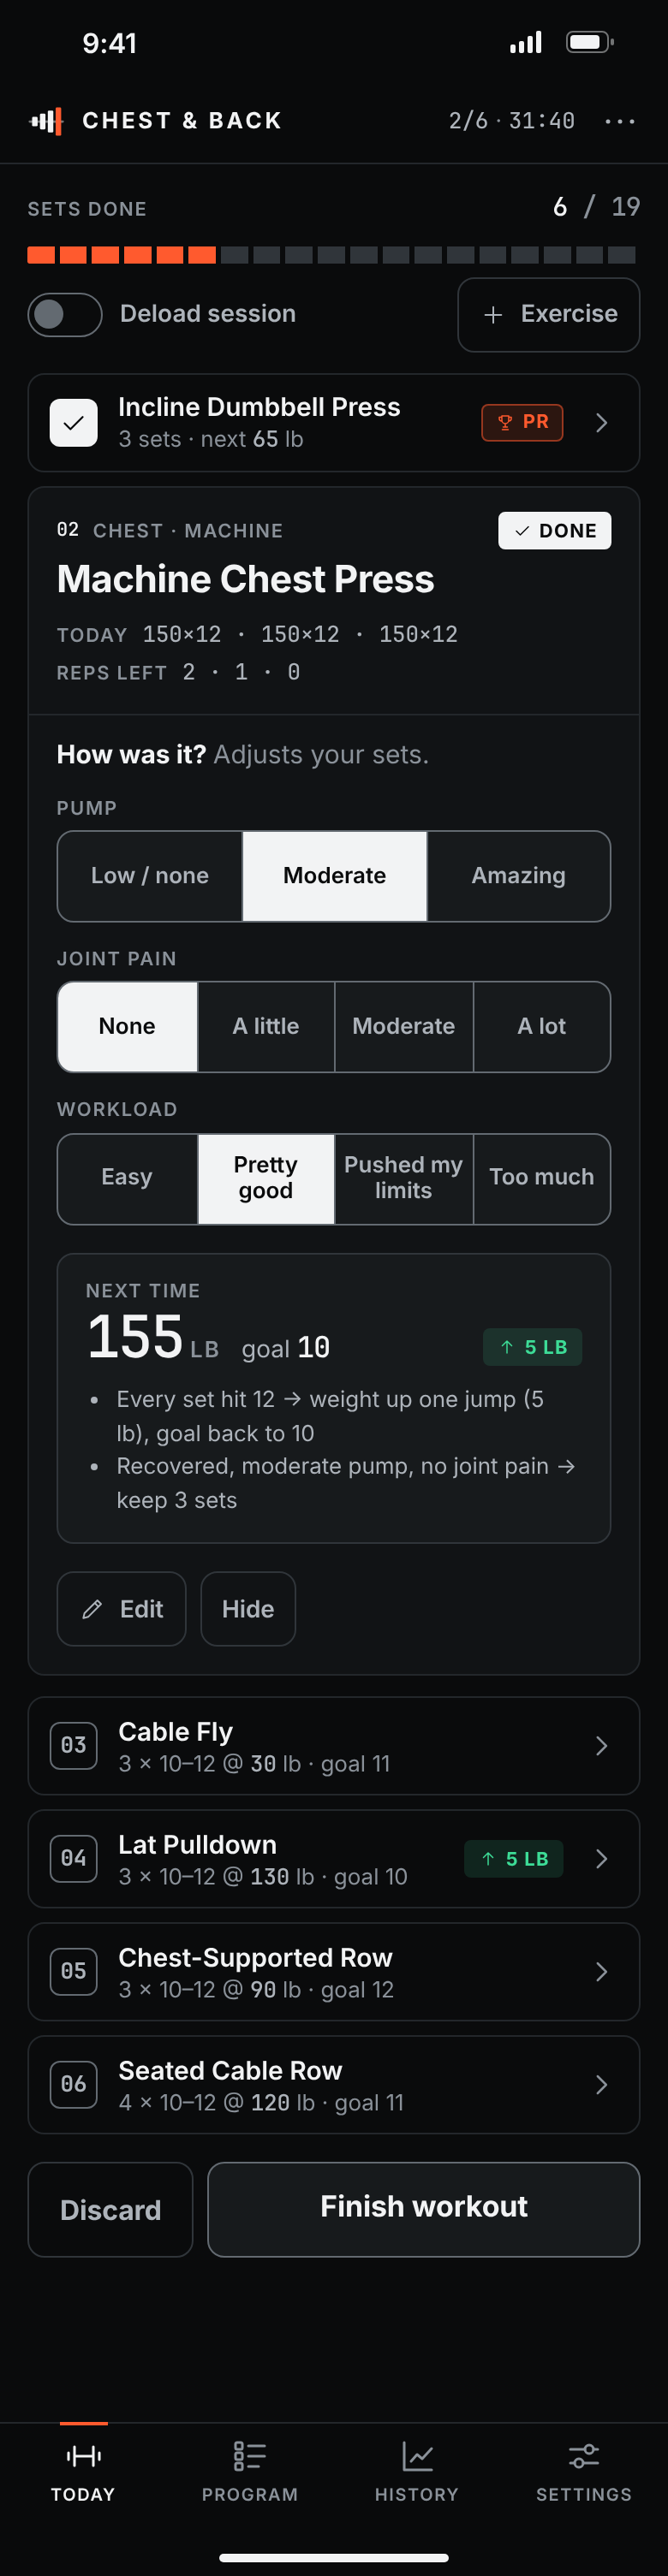 9:41
CHEST & BACK
2/6 · 31:40
SETS DONE
6 / 19
Deload session
Exercise
Incline Dumbbell Press
3 sets · next 65 lb
PR
02 CHEST · MACHINE
DONE
Machine Chest Press
TODAY 150×12 · 150×12 · 150×12
REPS LEFT 2 · 1 · 0
How was it? Adjusts your sets.
PUMP
Low / none
Moderate
Amazing
JOINT PAIN
None
A little
Moderate
A lot
WORKLOAD
Easy
Pretty
good
Pushed my
limits
Too much
NEXT TIME
155 LB goal 10
↑ 5 LB
• Every set hit 12 → weight up one jump (5
lb), goal back to 10
• Recovered, moderate pump, no joint pain →
keep 3 sets
Edit
Hide
03
Cable Fly
3 × 10–12 @ 30 lb · goal 11
04
Lat Pulldown
3 × 10–12 @ 130 lb · goal 10
↑ 5 LB
05
Chest-Supported Row
3 × 10–12 @ 90 lb · goal 12
06
Seated Cable Row
4 × 10–12 @ 120 lb · goal 11
Discard
Finish workout
TODAY
PROGRAM
HISTORY
SETTINGS